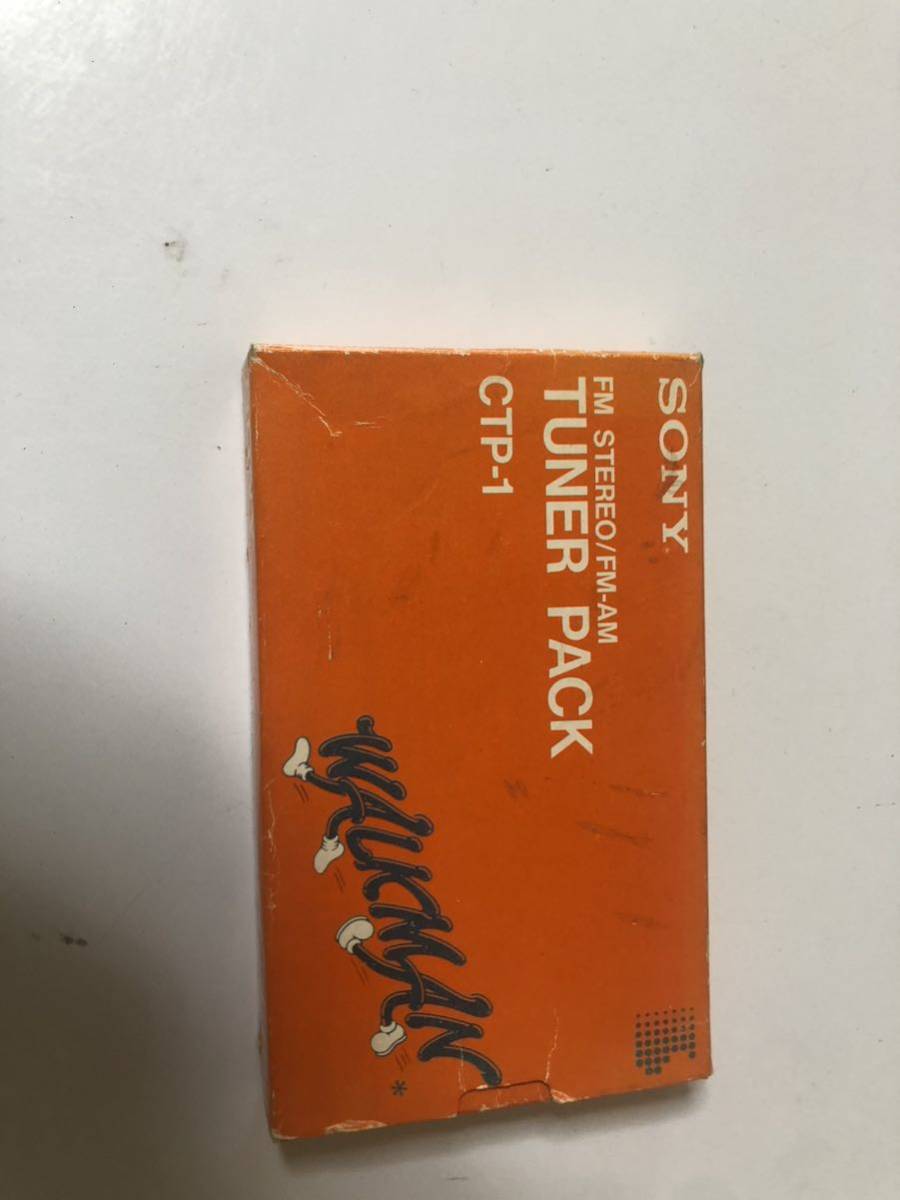 SONY
FM STEREO/FM-AM
TUNER PACK
CTP-1
WALKMAN*